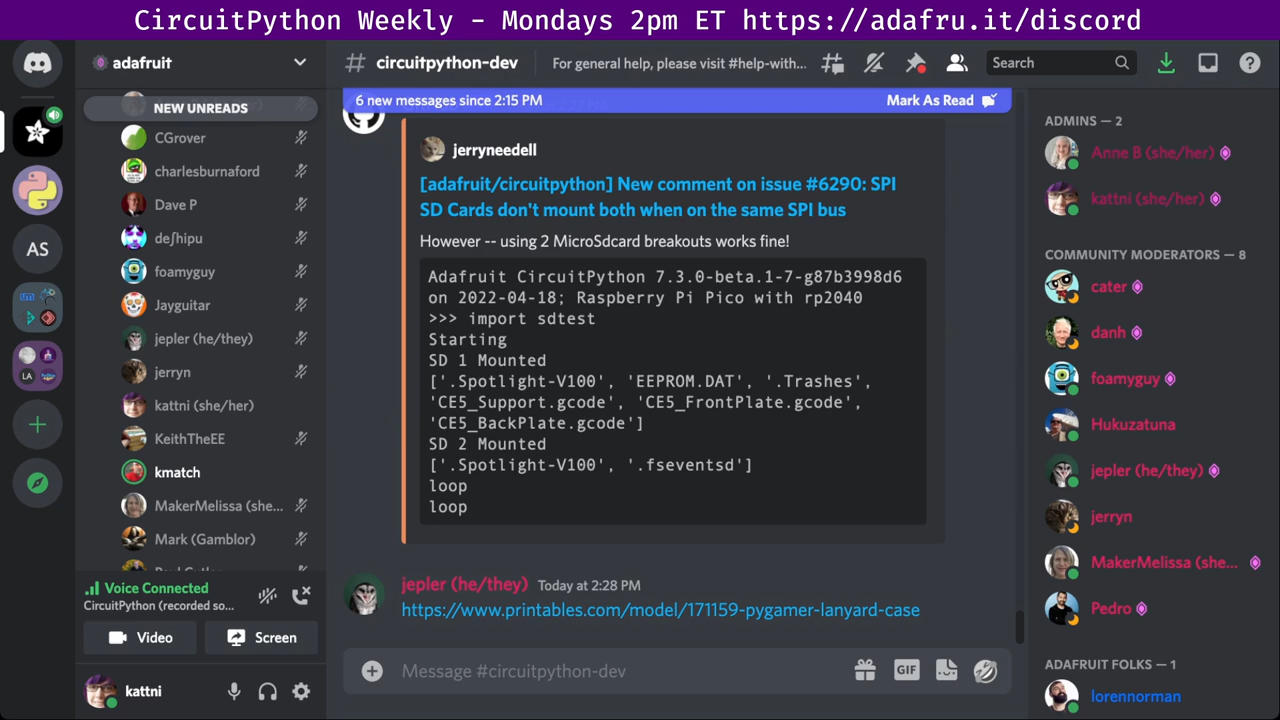 CircuitPython Weekly - Mondays 2pm ET https://adafru.it/discord
adafruit
# circuitpython-dev
For general help, please visit #help-with...
Search
NEW UNREADS
CGrover
charlesburnaford
Dave P
deʃhipu
foamyguy
Jayguitar
jepler (he/they)
jerryn
kattni (she/her)
KeithTheEE
kmatch
MakerMelissa (she...
Mark (Gamblor)
Voice Connected
CircuitPython (recorded so...
Video
Screen
kattni
AS
LA
6 new messages since 2:15 PM
Mark As Read
jerryneedell
[adafruit/circuitpython] New comment on issue #6290: SPI
SD Cards don't mount both when on the same SPI bus
However -- using 2 MicroSdcard breakouts works fine!
Adafruit CircuitPython 7.3.0-beta.1-7-g87b3998d6
on 2022-04-18; Raspberry Pi Pico with rp2040
>>> import sdtest
Starting
SD 1 Mounted
['.Spotlight-V100', 'EEPROM.DAT', '.Trashes',
'CE5_Support.gcode', 'CE5_FrontPlate.gcode',
'CE5_BackPlate.gcode']
SD 2 Mounted
['.Spotlight-V100', '.fseventsd']
loop
loop
jepler (he/they) Today at 2:28 PM
https://www.printables.com/model/171159-pygamer-lanyard-case
Message #circuitpython-dev
GIF
ADMINS — 2
Anne B (she/her)
kattni (she/her)
COMMUNITY MODERATORS — 8
cater
danh
foamyguy
Hukuzatuna
jepler (he/they)
jerryn
MakerMelissa (she...
Pedro
ADAFRUIT FOLKS — 1
lorennorman